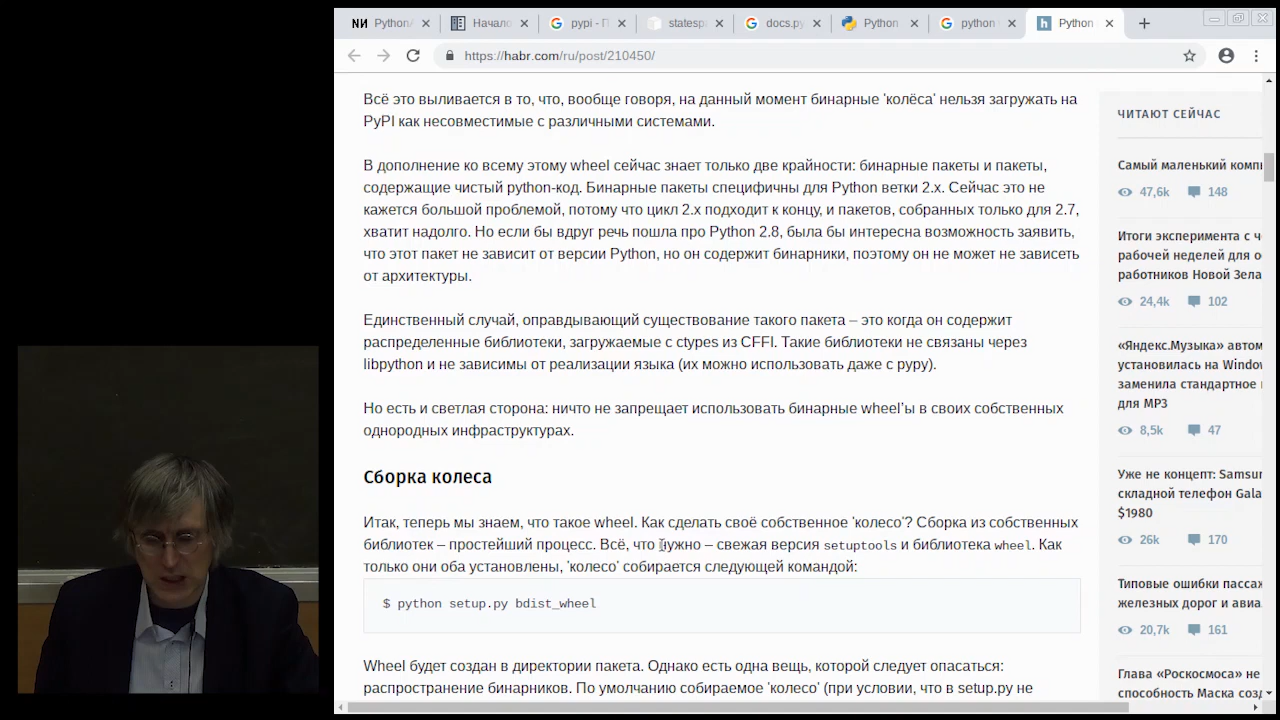 PythonA
Начало
pypi - П
statesp
docs.py
Python
python
Python
https://habr.com/ru/post/210450/
Всё это выливается в то, что, вообще говоря, на данный момент бинарные 'колёса' нельзя загружать на
PyPI как несовместимые с различными системами.
В дополнение ко всему этому wheel сейчас знает только две крайности: бинарные пакеты и пакеты,
содержащие чистый python-код. Бинарные пакеты специфичны для Python ветки 2.x. Сейчас это не
кажется большой проблемой, потому что цикл 2.x подходит к концу, и пакетов, собранных только для 2.7,
хватит надолго. Но если бы вдруг речь пошла про Python 2.8, была бы интересна возможность заявить,
что этот пакет не зависит от версии Python, но он содержит бинарники, поэтому он не может не зависеть
от архитектуры.
Единственный случай, оправдывающий существование такого пакета – это когда он содержит
распределенные библиотеки, загружаемые с ctypes из CFFI. Такие библиотеки не связаны через
libpython и не зависимы от реализации языка (их можно использовать даже с pypy).
Но есть и светлая сторона: ничто не запрещает использовать бинарные wheel'ы в своих собственных
однородных инфраструктурах.
Сборка колеса
Итак, теперь мы знаем, что такое wheel. Как сделать своё собственное 'колесо'? Сборка из собственных
библиотек – простейший процесс. Всё, что нужно – свежая версия setuptools и библиотека wheel. Как
только они оба установлены, 'колесо' собирается следующей командой:
$ python setup.py bdist_wheel
Wheel будет создан в директории пакета. Однако есть одна вещь, которой следует опасаться:
распространение бинарников. По умолчанию собираемое 'колесо' (при условии, что в setup.py не
ЧИТАЮТ СЕЙЧАС
Самый маленький комп
47,6k 148
Итоги эксперимента с ч
рабочей неделей для о
работников Новой Зела
24,4k 102
«Яндекс.Музыка» автом
установилась на Window
заменила стандартное
для MP3
8,5k 47
Уже не концепт: Samsun
складной телефон Gala
$1980
26k 170
Типовые ошибки пассаж
железных дорог и авиа
20,7k 161
Глава «Роскосмоса» не
способность Маска созд